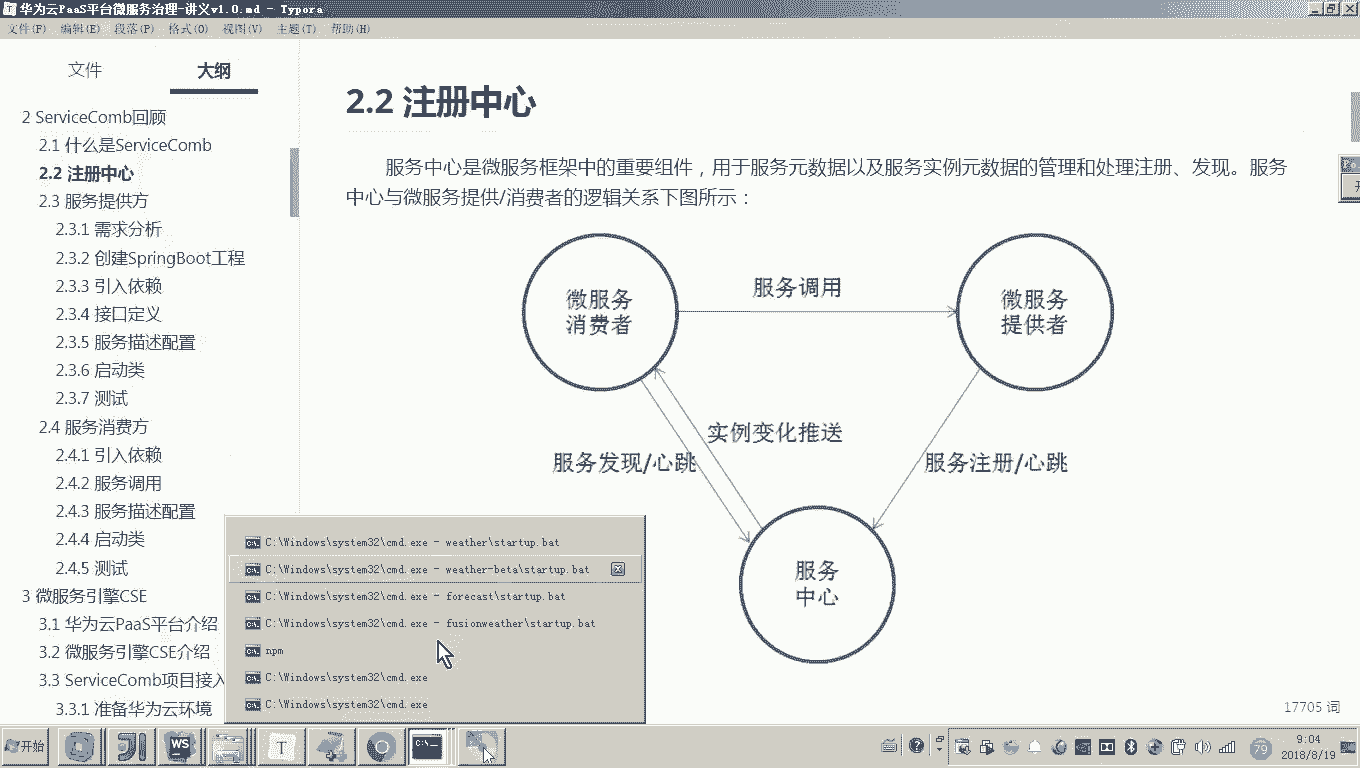 华为云PaaS平台微服务治理-讲义v1.0.md - Typora
文件(F) 编辑(E) 段落(P) 格式(O) 视图(V) 主题(T) 帮助(H)
文件 大纲
2 ServiceComb回顾
2.1 什么是ServiceComb
2.2 注册中心
2.3 服务提供方
2.3.1 需求分析
2.3.2 创建SpringBoot工程
2.3.3 引入依赖
2.3.4 接口定义
2.3.5 服务描述配置
2.3.6 启动类
2.3.7 测试
2.4 服务消费方
2.4.1 引入依赖
2.4.2 服务调用
2.4.3 服务描述配置
2.4.4 启动类
2.4.5 测试
3 微服务引擎CSE
3.1 华为云PaaS平台介绍
3.2 微服务引擎CSE介绍
3.3 ServiceComb项目接入
3.3.1 准备华为云环境
2.2 注册中心
服务中心是微服务框架中的重要组件，用于服务元数据以及服务实例元数据的管理和处理注册、发现。服务
中心与微服务提供/消费者的逻辑关系下图所示：
微服务
消费者
服务调用
微服务
提供者
实例变化推送
服务发现/心跳
服务注册/心跳
服务
中心
C:\Windows\system32\cmd.exe - weather\startup.bat
C:\Windows\system32\cmd.exe - weather-beta\startup.bat
C:\Windows\system32\cmd.exe - forecast\startup.bat
C:\Windows\system32\cmd.exe - fusionweather\startup.bat
npm
C:\Windows\system32\cmd.exe
C:\Windows\system32\cmd.exe
17705 词
开始
WS
T
79
9:04
2018/8/19